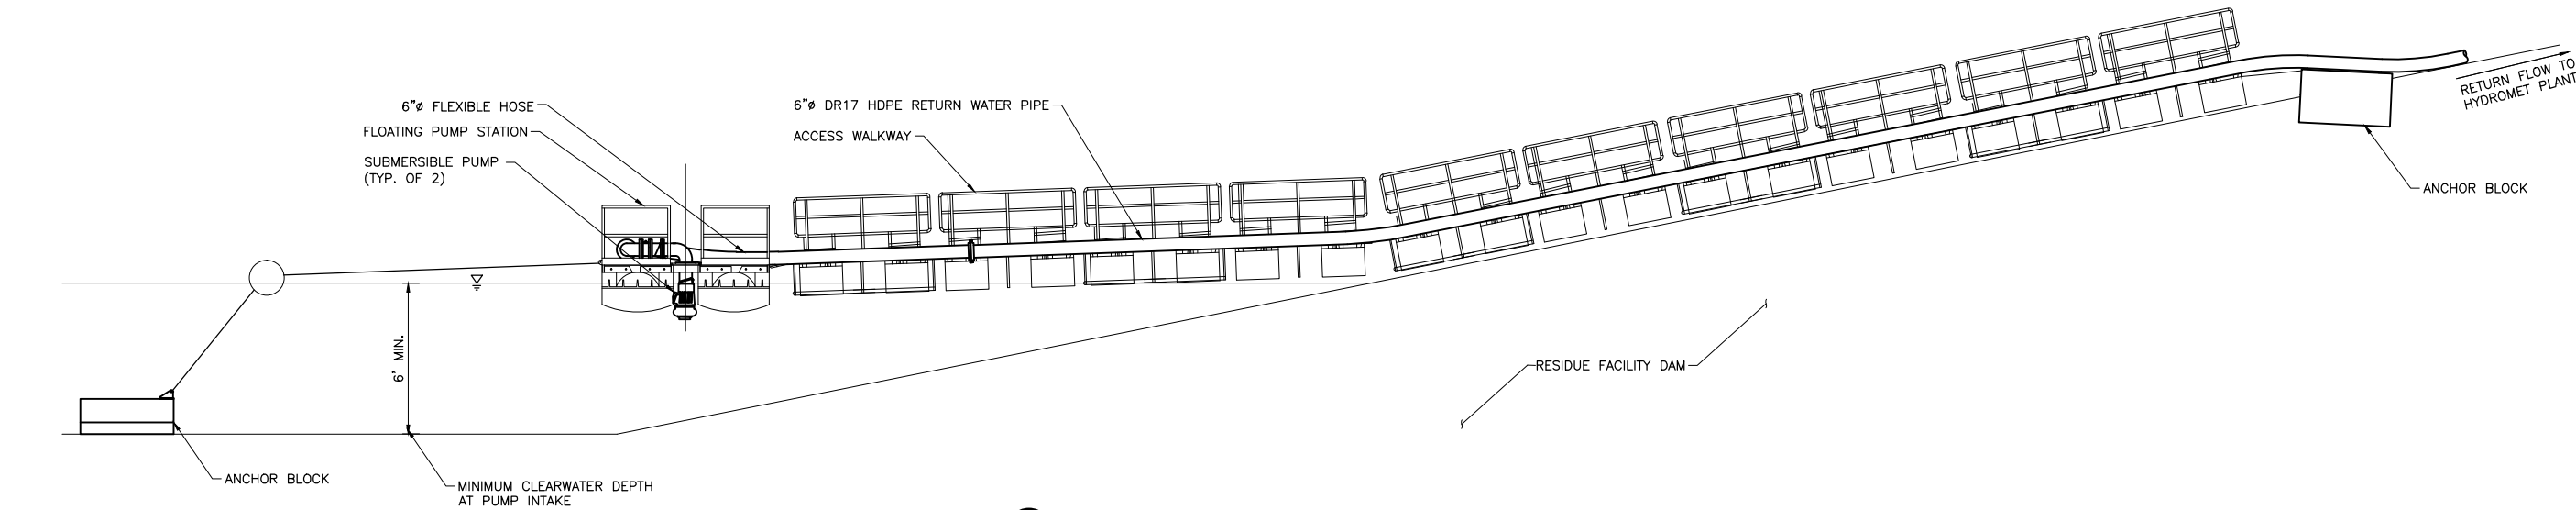 6"ø FLEXIBLE HOSE
FLOATING PUMP STATION
SUBMERSIBLE PUMP
(TYP. OF 2)
6"ø DR17 HDPE RETURN WATER PIPE
ACCESS WALKWAY
RETURN FLOW TO
HYDROMET PLANT
ANCHOR BLOCK
6' MIN.
RESIDUE FACILITY DAM
ANCHOR BLOCK
MINIMUM CLEARWATER DEPTH
AT PUMP INTAKE